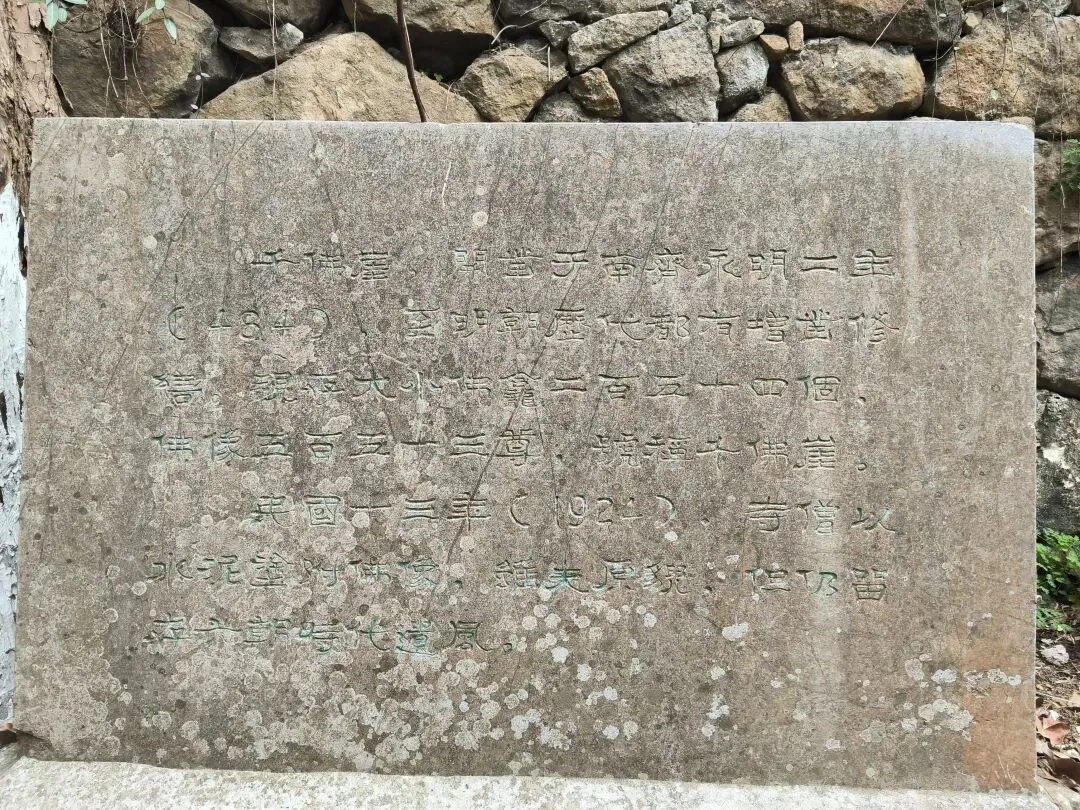 千佛崖，開鑿于南齊永明二年
（484），至明朝歷代都有增鑿修
繕。現存大小佛龕二百五十四個，
佛像五百五十三尊，號稱千佛崖。
民國十三年（1924），寺僧以
水泥塗附佛像，雖失原貌，但仍留
存六朝時代遺風。